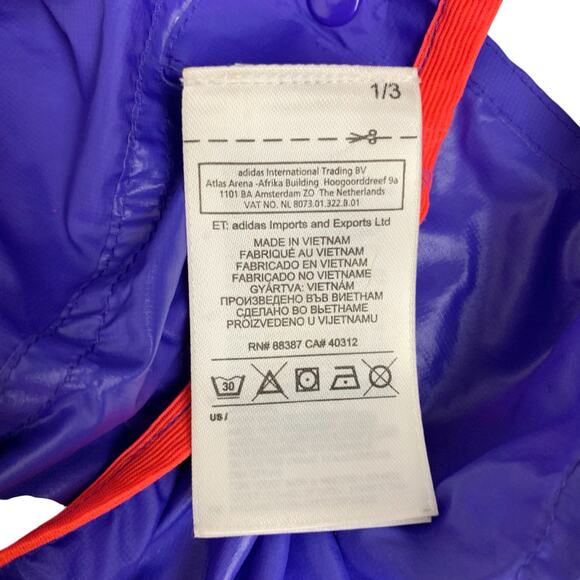 1/3
adidas International Trading BV
Atlas Arena -Afrika Building Hoogoorddreef 9a
1101 BA Amsterdam ZO The Netherlands
VAT NO. NL 8073.01.322.B.01
ET: adidas Imports and Exports Ltd
MADE IN VIETNAM
FABRIQUÉ AU VIETNAM
FABRICADO EN VIETNAM
FABRICADO NO VIETNAME
GYÁRTVA: VIETNÁM
ПРОИЗВЕДЕНО ВЪВ ВИЕТНАМ
СДЕЛАНО ВО ВЬЕТНАМЕ
PROIZVEDENO U VIJETNAMU
RN# 88387 CA# 40312
30
US /